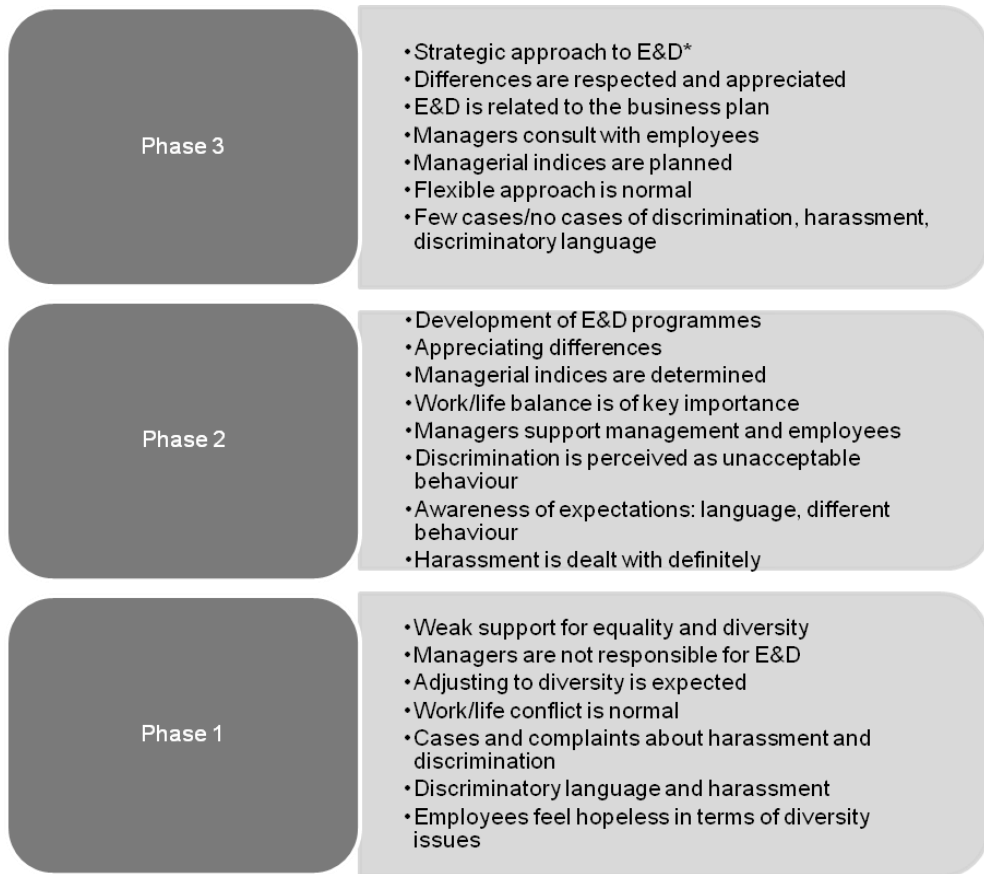 Phase 3
•Strategic approach to E&D*
•Differences are respected and appreciated
•E&D is related to the business plan
•Managers consult with employees
•Managerial indices are planned
•Flexible approach is normal
•Few cases/no cases of discrimination, harassment,
discriminatory language
Phase 2
•Development of E&D programmes
•Appreciating differences
•Managerial indices are determined
•Work/life balance is of key importance
•Managers support management and employees
•Discrimination is perceived as unacceptable
behaviour
•Awareness of expectations: language, different
behaviour
•Harassment is dealt with definitely
Phase 1
•Weak support for equality and diversity
•Managers are not responsible for E&D
•Adjusting to diversity is expected
•Work/life conflict is normal
•Cases and complaints about harassment and
discrimination
•Discriminatory language and harassment
•Employees feel hopeless in terms of diversity
issues